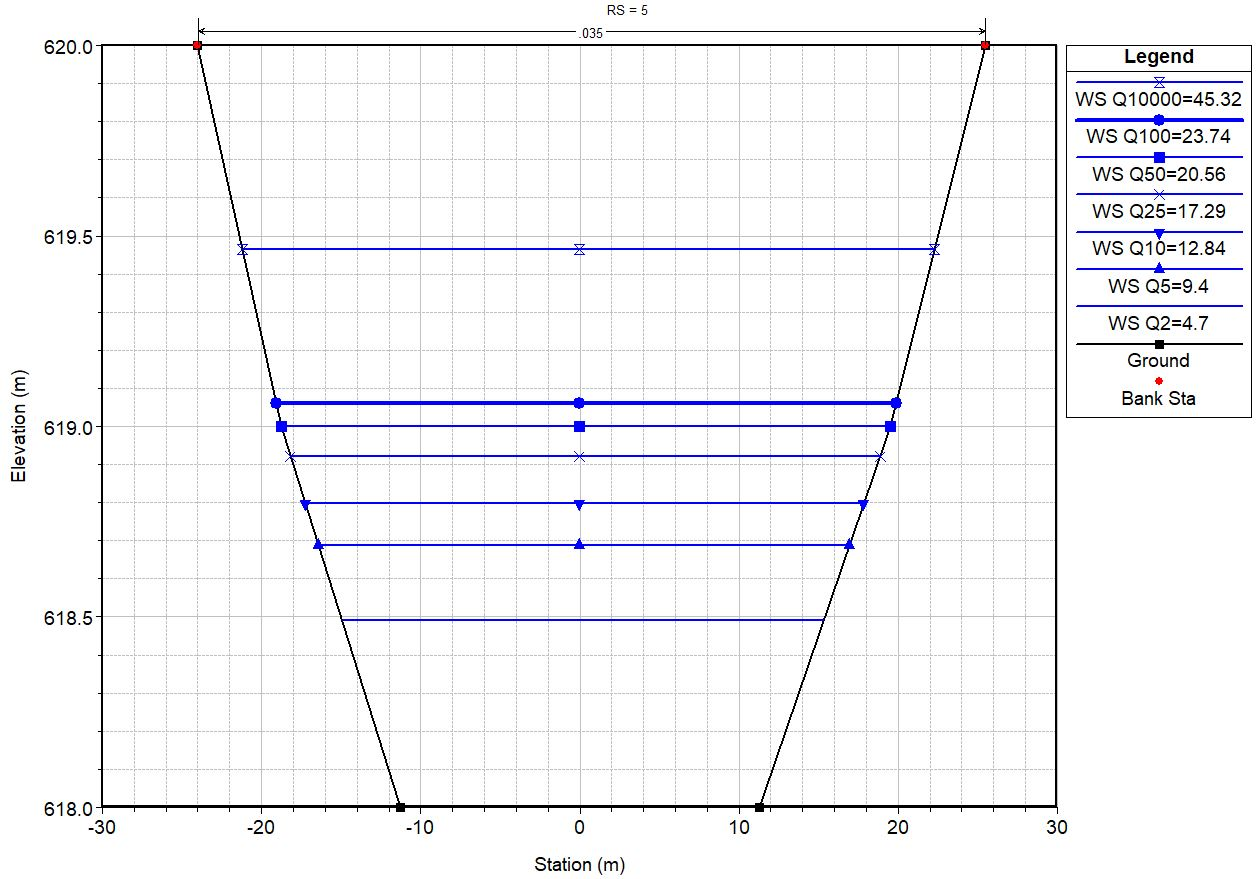 RS = 5
.035
620.0
619.5
619.0
618.5
618.0
-30 -20 -10 0 10 20 30
Elevation (m)
Station (m)
Legend
WS Q10000=45.32
WS Q100=23.74
WS Q50=20.56
WS Q25=17.29
WS Q10=12.84
WS Q5=9.4
WS Q2=4.7
Ground
Bank Sta